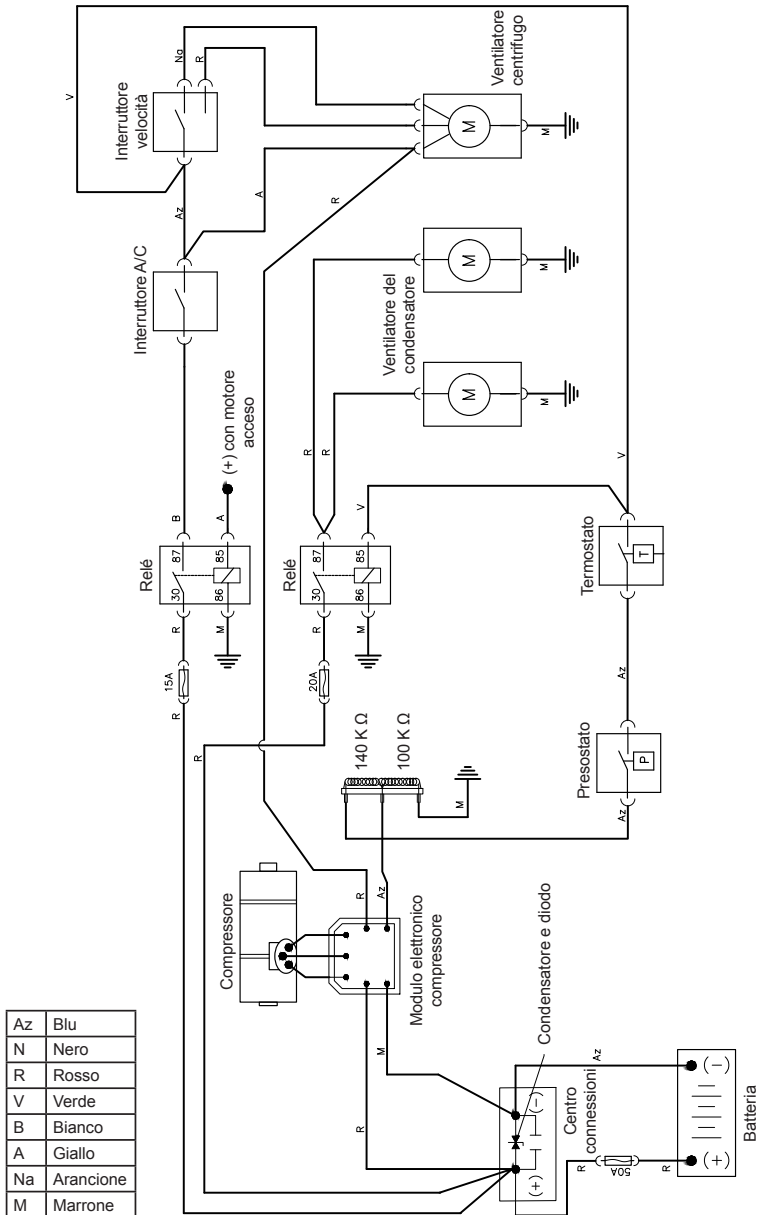 V
Na
R
Interruttore
velocità
Ventilatore
centrifugo
M
M
Az
A
R
Interruttore A/C
Ventilatore del
condensatore
M
M
M
M
(+) con motore
acceso
R
R
B
A
V
V
Relé
87
85
30
86
Relé
87
85
30
86
Termostato
T
R
M
R
M
15A
20A
R
R
Az
140 K Ω
100 K Ω
M
Presostato
P
Az
Compressore
R
Az
Modulo elettronico
compressore
R
M
Condensatore e diodo
Centro
connessioni
(-)
(+)
Az
R
50A
R
(-)
(+)
Batteria
Az Blu
N Nero
R Rosso
V Verde
B Bianco
A Giallo
Na Arancione
M Marrone